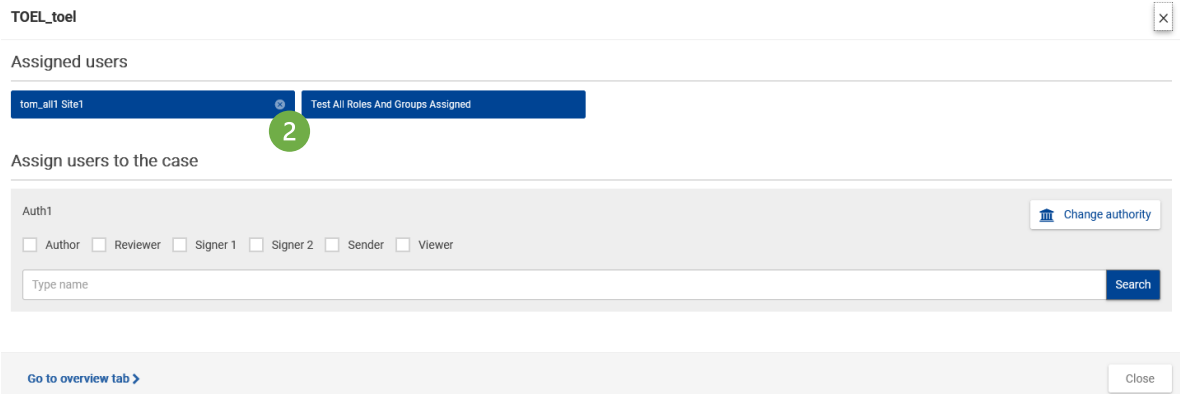 TOEL_toel
Assigned users
tom_all1 Site1
Test All Roles And Groups Assigned
2
Assign users to the case
Auth1
Change authority
Author Reviewer Signer 1 Signer 2 Sender Viewer
Type name
Search
Go to overview tab
Close